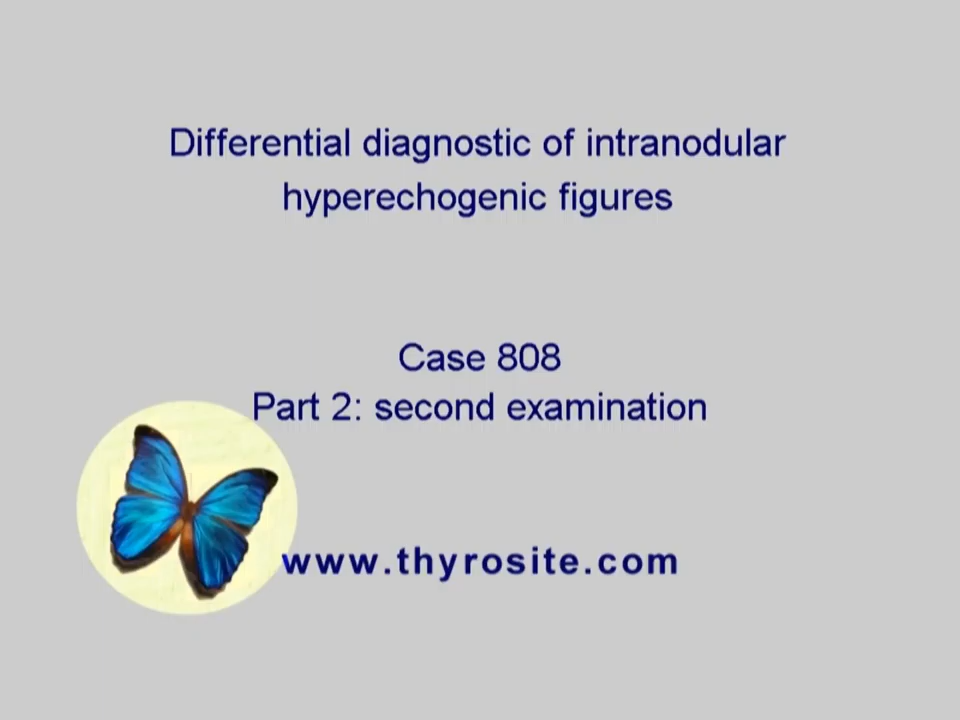 Differential diagnostic of intranodular
hyperechogenic figures
Case 808
Part 2: second examination
www.thyrosite.com